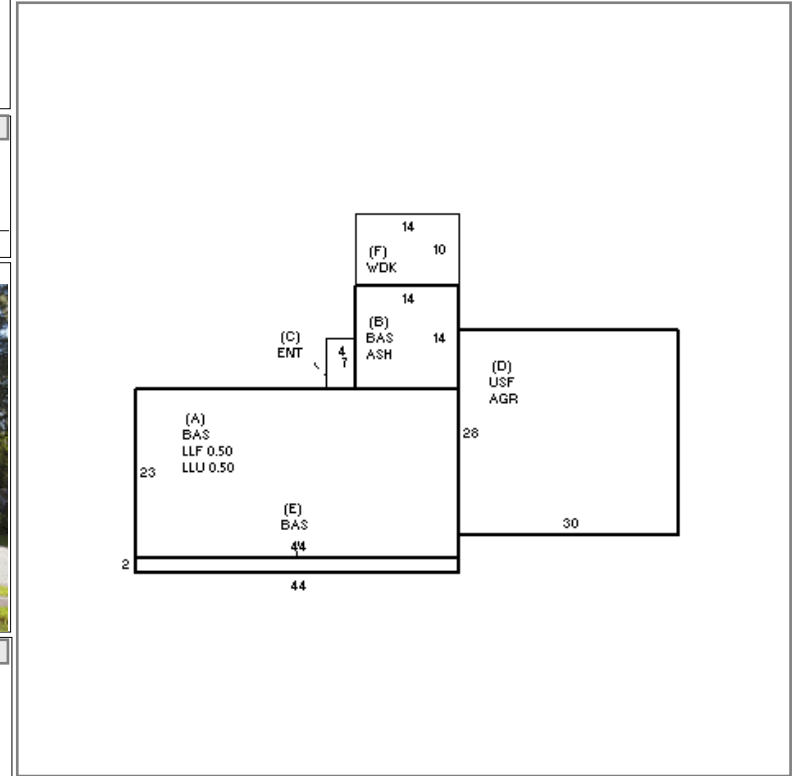 14
10
(F)
WDK
14
(B)
BAS
ASH
14
(C)
ENT
4
7
(D)
USF
AGR
(A)
BAS
LLF 0.50
LLU 0.50
28
23
(E)
BAS
30
44
2
44